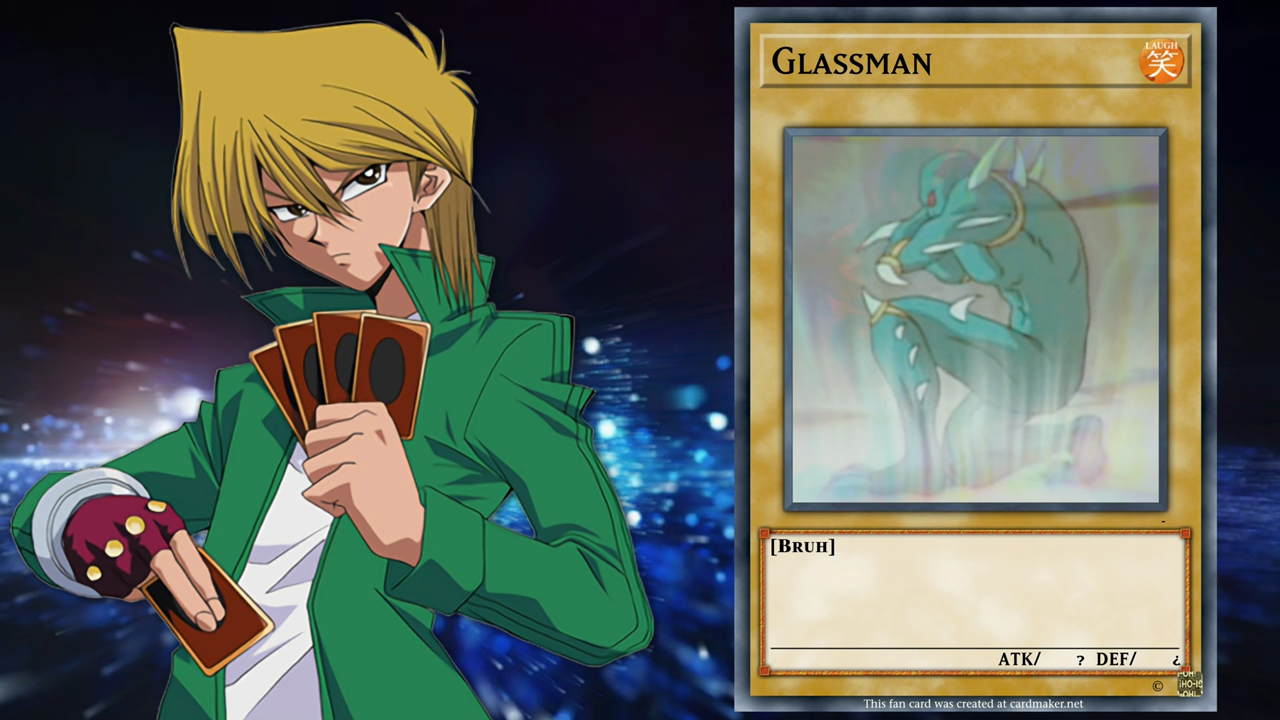 GLASSMAN
LAUGH
笑
[BRUH]
ATK/ ? DEF/ ¿
©
This fan card was created at cardmaker.net